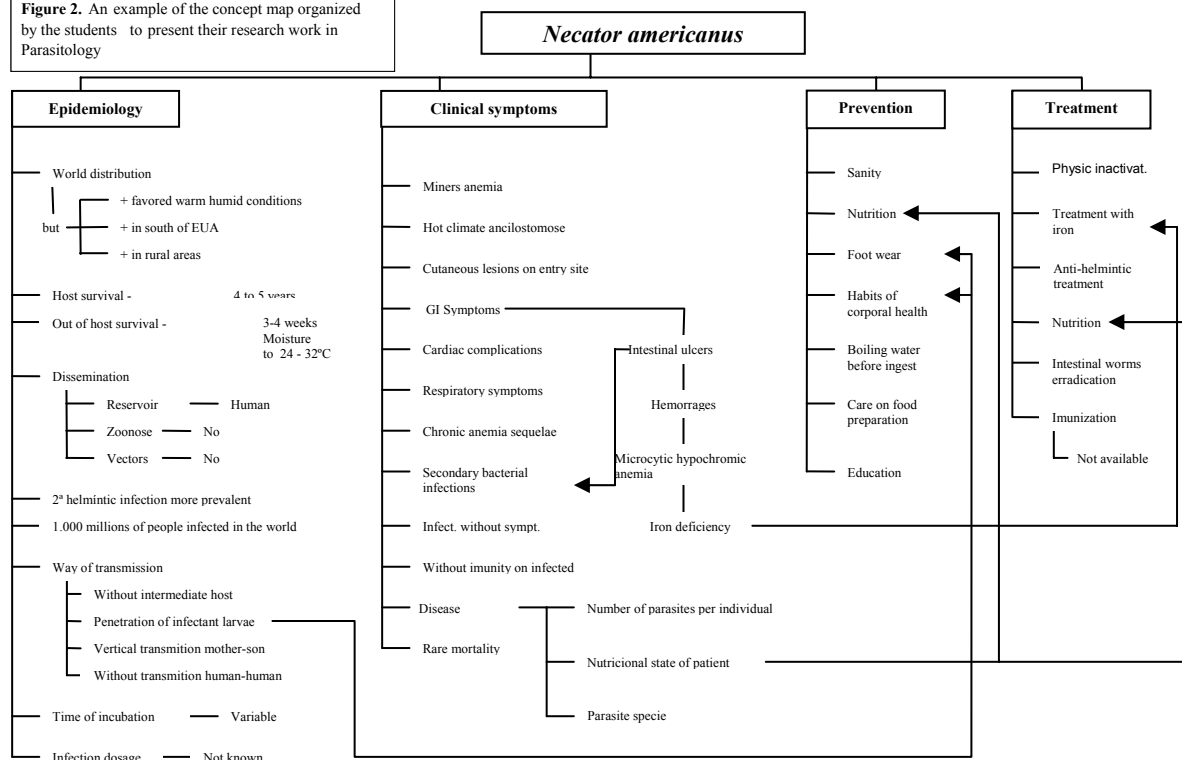 Figure 2. An example of the concept map organized
by the students to present their research work in
Parasitology
Necator americanus
Epidemiology
World distribution
but
+ favored warm humid conditions
+ in south of EUA
+ in rural areas
Host survival - 4 to 5 years
Out of host survival - 3-4 weeks
Moisture
to 24 - 32ºC
Dissemination
Reservoir Human
Zoonose No
Vectors No
2ª helmintic infection more prevalent
1.000 millions of people infected in the world
Way of transmission
Without intermediate host
Penetration of infectant larvae
Vertical transmition mother-son
Without transmition human-human
Time of incubation Variable
Infection dosage Not known
Clinical symptoms
Miners anemia
Hot climate ancilostomose
Cutaneous lesions on entry site
GI Symptoms
Cardiac complications
Respiratory symptoms
Chronic anemia sequelae
Secondary bacterial
infections
Infect. without sympt.
Without imunity on infected
Disease
Rare mortality
Intestinal ulcers
Hemorrages
Microcytic hypochromic
anemia
Iron deficiency
Number of parasites per individual
Nutricional state of patient
Parasite specie
Prevention
Sanity
Nutrition
Foot wear
Habits of
corporal health
Boiling water
before ingest
Care on food
preparation
Education
Treatment
Physic inactivat.
Treatment with
iron
Anti-helmintic
treatment
Nutrition
Intestinal worms
erradication
Imunization
Not available